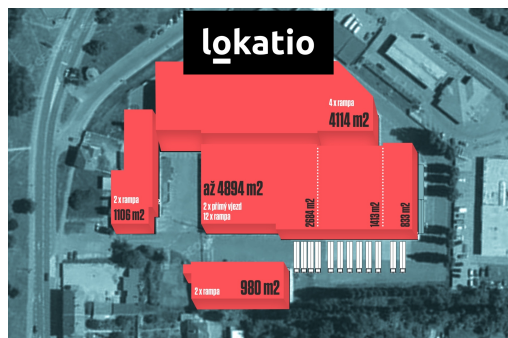 lokatio
4 x rampa
4114 m2
až 4894 m2
2 x přímý vjezd
12 x rampa
2684 m2
1413 m2
833 m2
2 x rampa
1106 m2
2 x rampa
980 m2